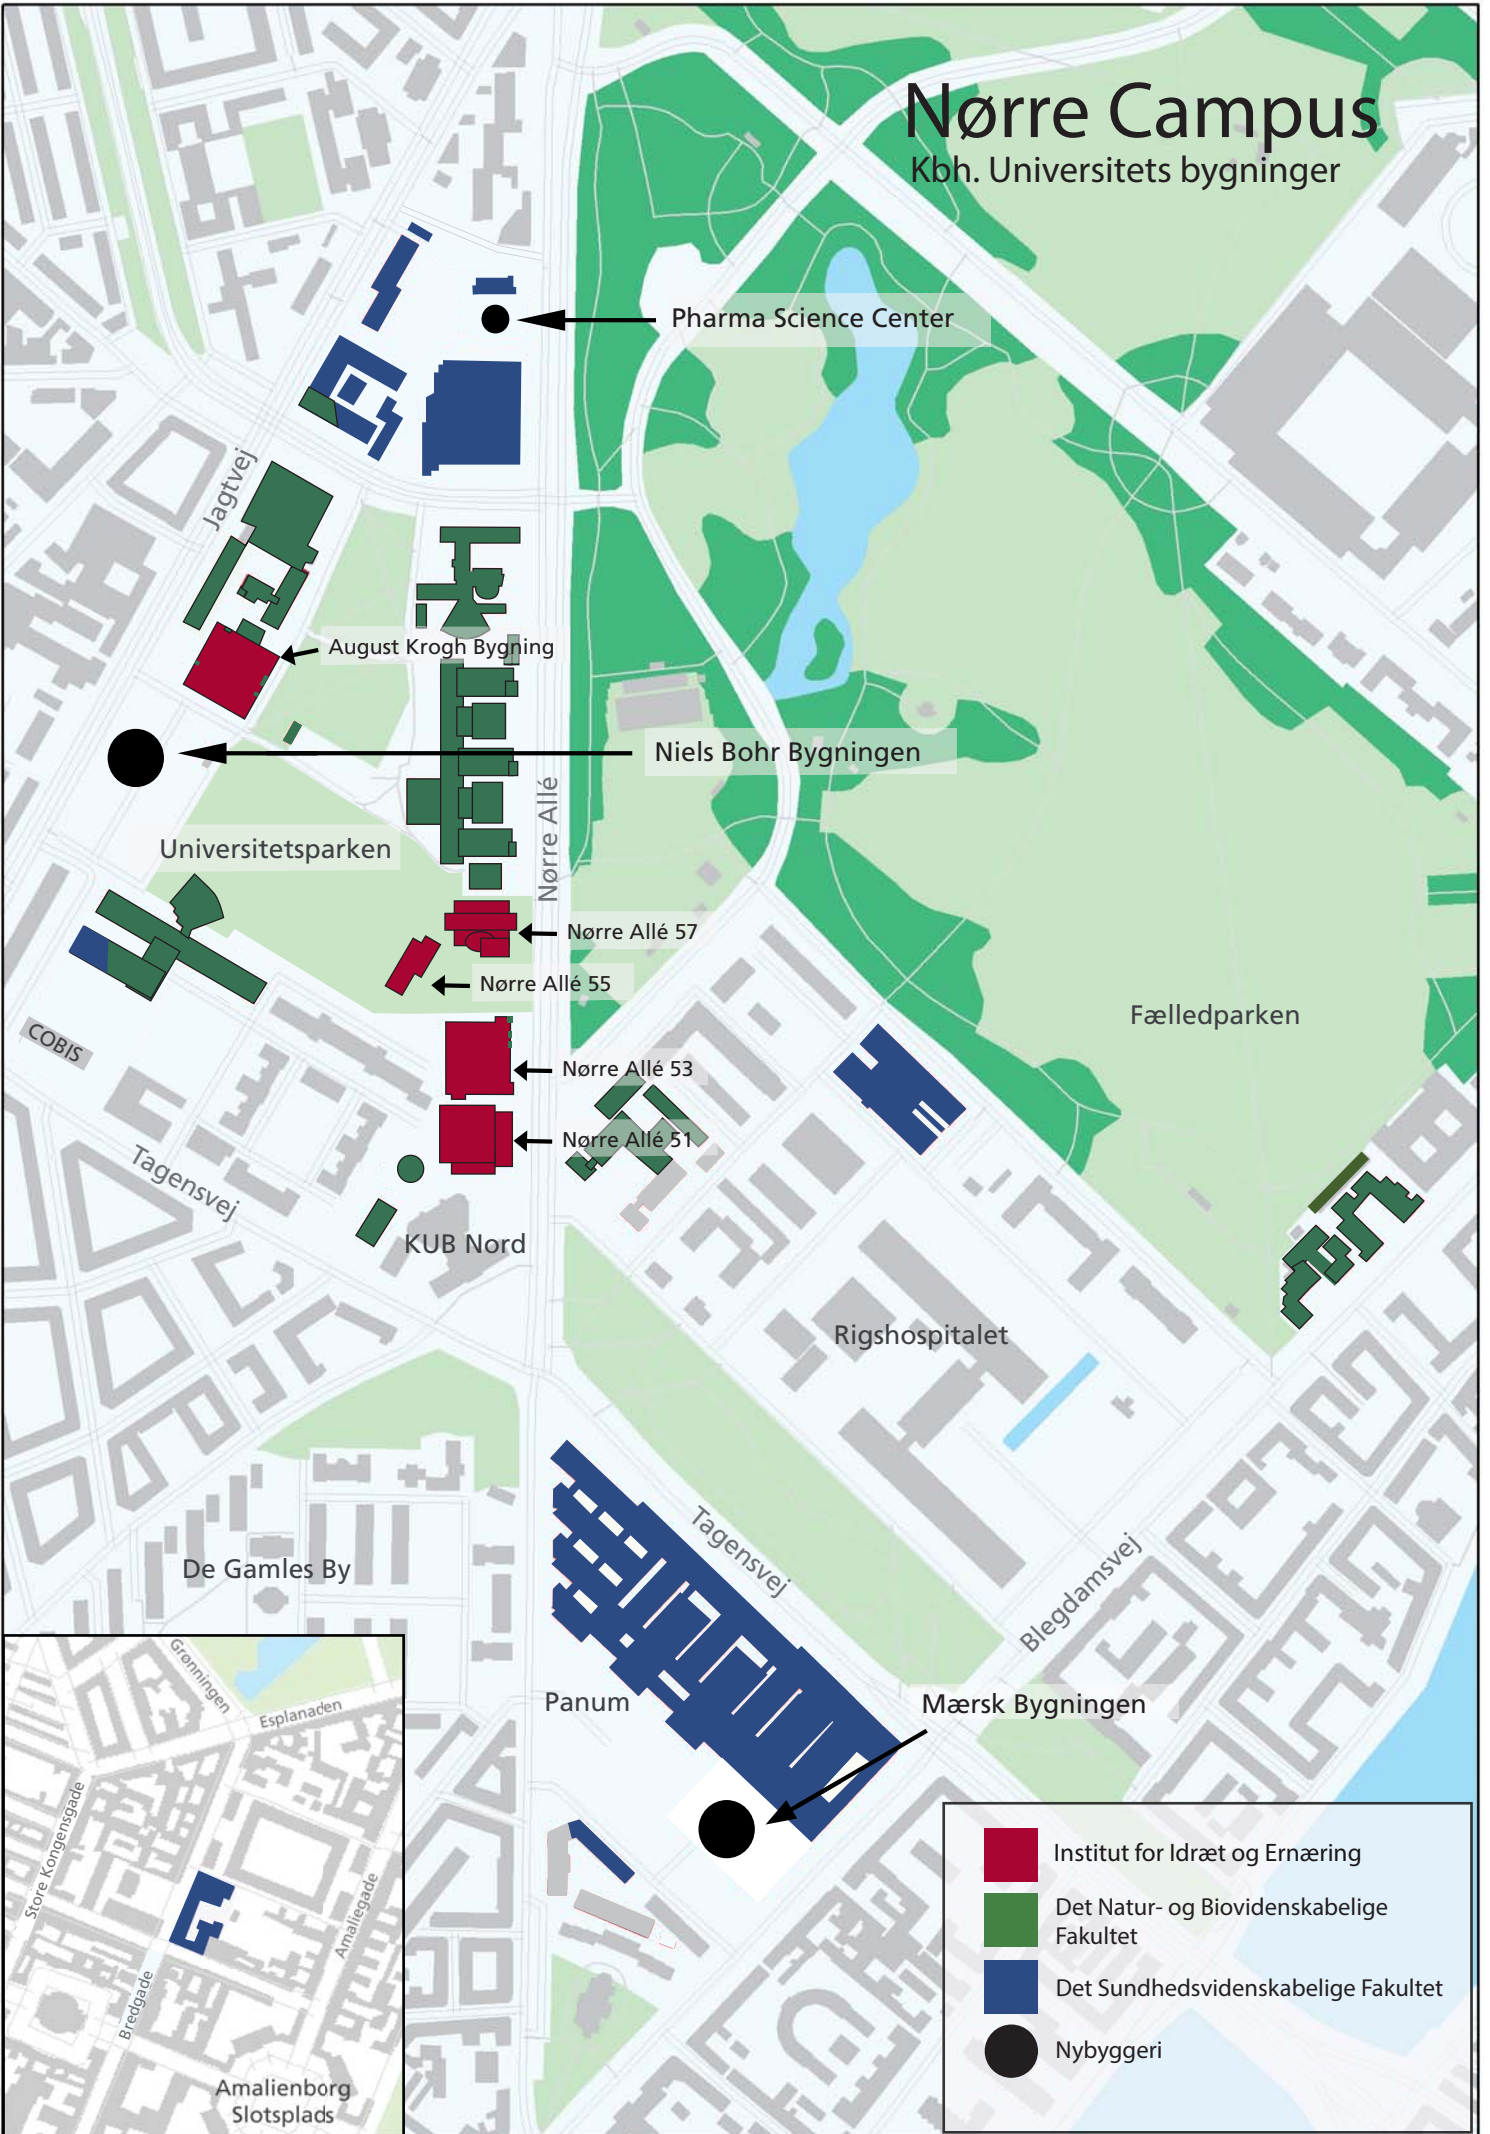 Nørre Campus
Kbh. Universitets bygninger
Pharma Science Center
Jagtvej
August Krogh Bygning
Niels Bohr Bygningen
Nørre Allé
Universitetsparken
Nørre Allé 57
Nørre Allé 55
Fælledparken
COBIS
Nørre Allé 53
Nørre Allé 51
Tagensvej
KUB Nord
Rigshospitalet
Tagensvej
Blegdamsvej
De Gamles By
Panum
Mærsk Bygningen
Grønningen
Esplanaden
Store Kongensgade
Amaliegade
Bredgade
Amalienborg
Slotsplads
Institut for Idræt og Ernæring
Det Natur- og Biovidenskabelige
Fakultet
Det Sundhedsvidenskabelige Fakultet
Nybyggeri